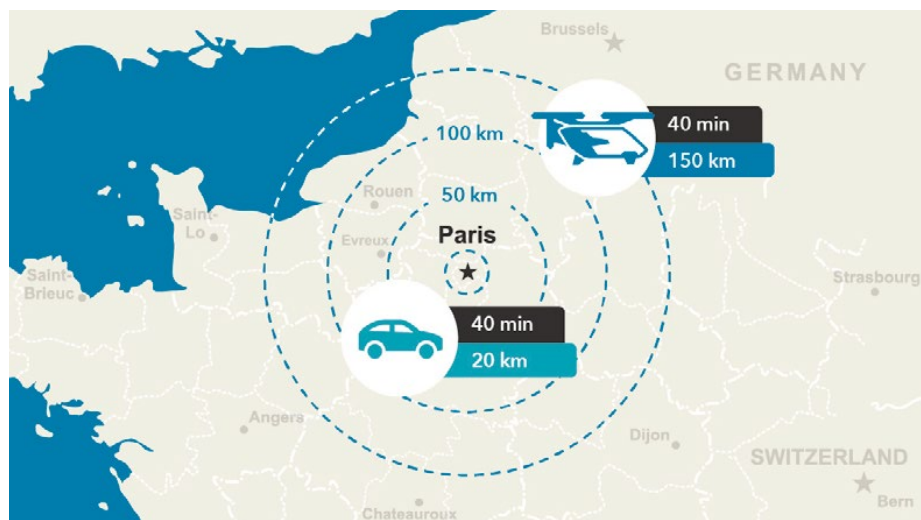 Brussels
GERMANY
40 min
150 km
100 km
Rouen
50 km
Saint-
Lo
Evreux
Paris
Saint-
Brieuc
Strasbourg
40 min
20 km
Angers
Dijon
SWITZERLAND
Bern
Chateauroux